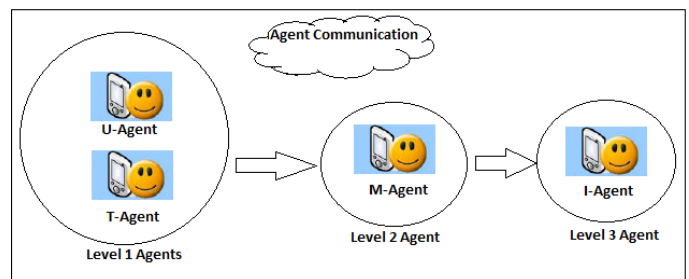 Agent Communication
U-Agent
T-Agent
Level 1 Agents
M-Agent
Level 2 Agent
I-Agent
Level 3 Agent